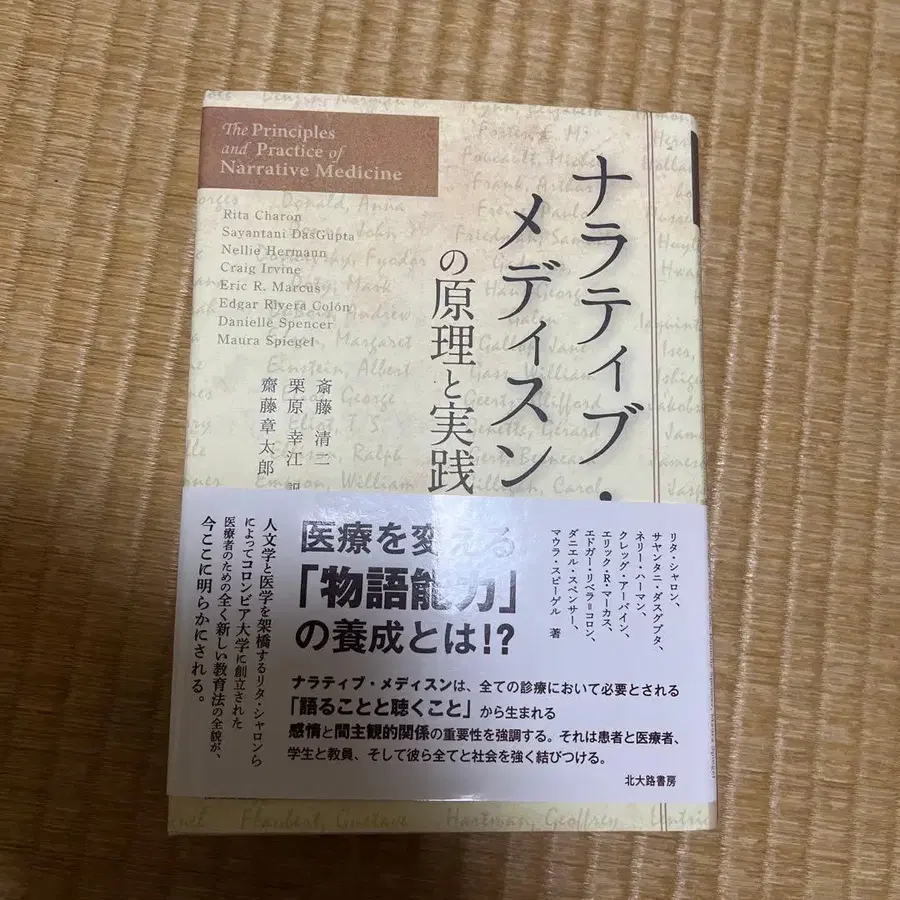 The Principles
and Practice of
Narrative Medicine
Rita Charon
Sayantani DasGupta
Nellie Hermann
Craig Irvine
Eric R. Marcus
Edgar Rivera Colón
Danielle Spencer
Maura Spiegel
ナラティブ・
メディスン
の原理と実践
斎藤 清二
栗原 幸江 訳
齋藤章太郎
Foster, E. M.
Frank, Arthur
Donald, Anna
Einstein, Albert
Eliot, T. S.
Flaubert, Gustave
Hartman, Geoffrey
リタ・シャロン、
サヤンタニ・ダスグプタ、
ネリー・ハーマン、
クレッグ・アーバイン、
エリック・R・マーカス、
エドガー・リベラ=コロン、
ダニエル・スペンサー、
マウラ・スピーゲル 著
医療を変える
「物語能力」
の養成とは!?
人文学と医学を架橋するリタ・シャロンら
によってコロンビア大学に創立された
医療者のための全く新しい教育法の全貌が、
今ここに明らかにされる。
ナラティブ・メディスンは、全ての診療において必要とされる
「語ることと聴くこと」から生まれる
感情と間主観的関係の重要性を強調する。それは患者と医療者、
学生と教員、そして彼ら全てと社会を強く結びつける。
北大路書房